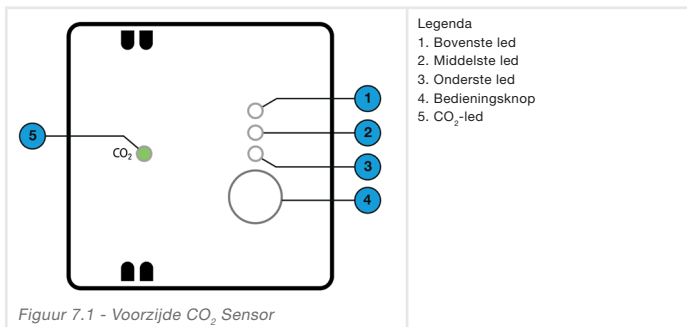 1
2
3
4
5
CO₂
Figuur 7.1 - Voorzijde CO₂ Sensor
Legenda
1. Bovenste led
2. Middelste led
3. Onderste led
4. Bedieningsknop
5. CO₂-led